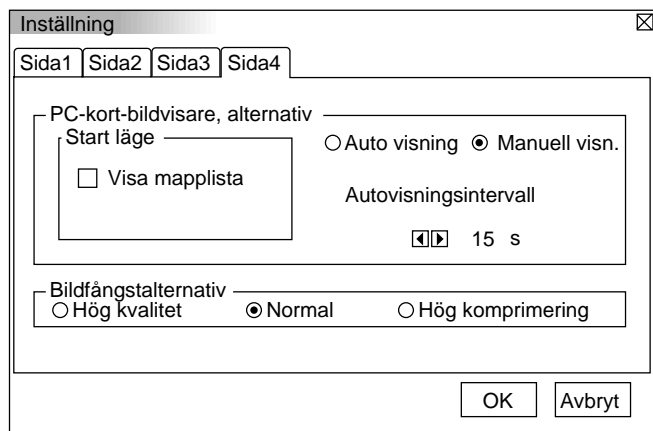 Inställning
Sida1 Sida2 Sida3 Sida4
PC-kort-bildvisare, alternativ
Start läge
Visa mapplista
Auto visning Manuell visn.
Autovisningsintervall
15 s
Bildfångstalternativ
Hög kvalitet Normal Hög komprimering
OK Avbryt